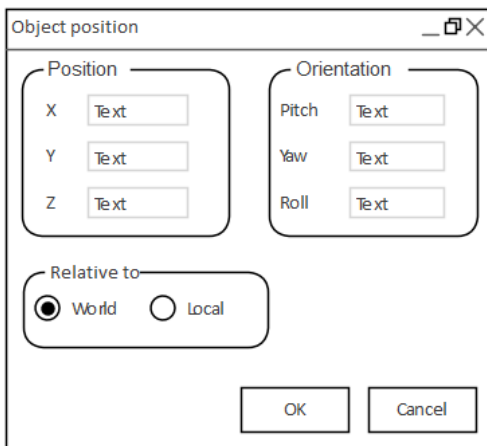 Object position
Position
Orientation
X Text
Pitch Text
Y Text
Yaw Text
Z Text
Roll Text
Relative to
World Local
OK Cancel